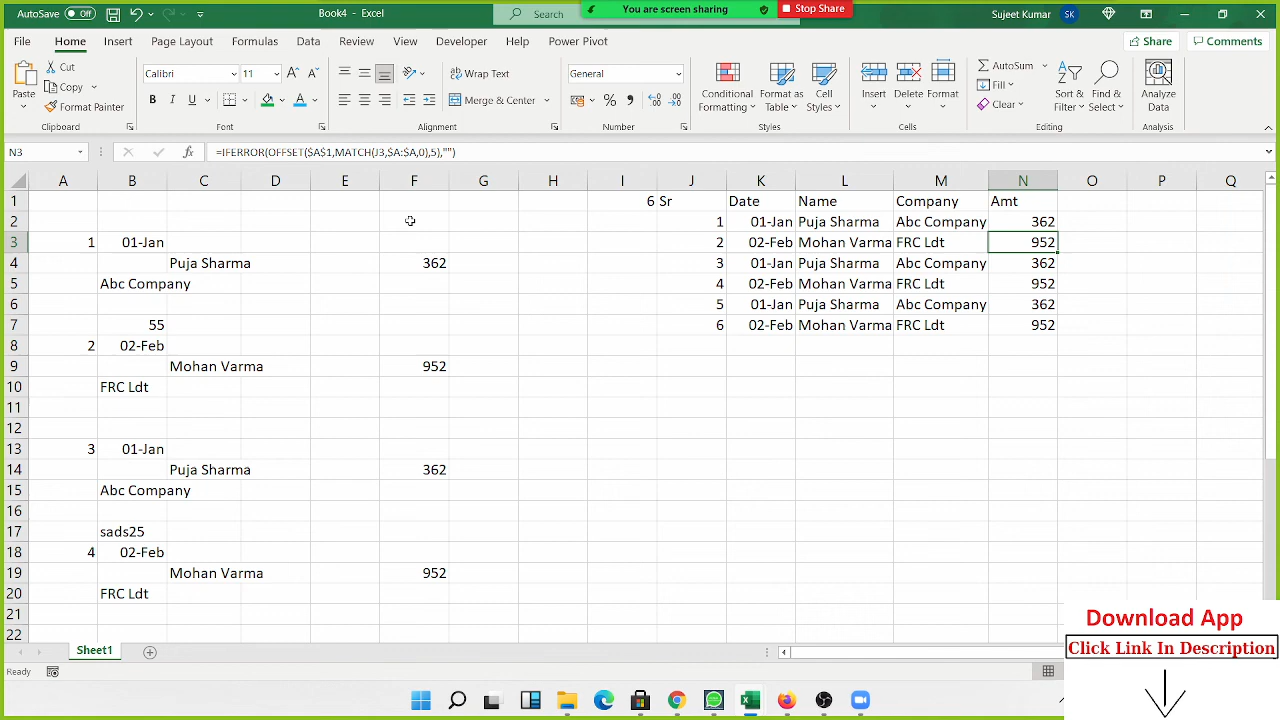 AutoSave Off
Book4 - Excel
Search
You are screen sharing
Stop Share
Sujeet Kumar
SK
File Home Insert Page Layout Formulas Data Review View Developer Help Power Pivot
Share Comments
Paste
Cut
Copy
Format Painter
Clipboard
Calibri 11
B I U
Font
Wrap Text
Merge & Center
Alignment
General
Number
Conditional Formatting
Format as Table
Cell Styles
Styles
Insert Delete Format
Cells
AutoSum
Fill
Clear
Sort & Filter
Find & Select
Editing
Analyze Data
Analysis
N3 fx =IFERROR(OFFSET($A$1,MATCH(J3,$A:$A,0),5),"")
A B C D E F G H I J K L M N O P Q
1 6 Sr Date Name Company Amt
2 1 01-Jan Puja Sharma Abc Company 362
3 1 01-Jan 2 02-Feb Mohan Varma FRC Ldt 952
4 Puja Sharma 362 3 01-Jan Puja Sharma Abc Company 362
5 Abc Company 4 02-Feb Mohan Varma FRC Ldt 952
6 5 01-Jan Puja Sharma Abc Company 362
7 55 6 02-Feb Mohan Varma FRC Ldt 952
8 2 02-Feb
9 Mohan Varma 952
10 FRC Ldt
11
12
13 3 01-Jan
14 Puja Sharma 362
15 Abc Company
16
17 sads25
18 4 02-Feb
19 Mohan Varma 952
20 FRC Ldt
21
22
Sheet1
Ready
Download App
Click Link In Description